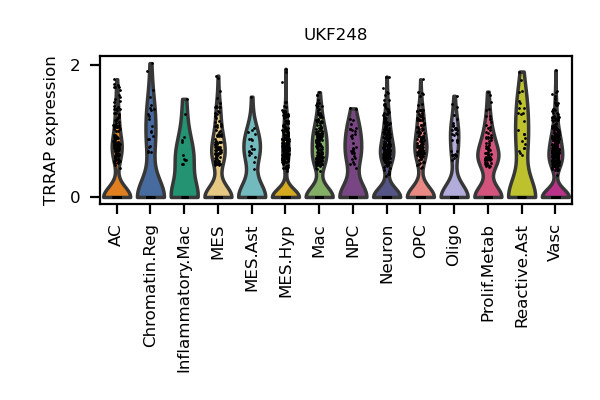 UKF248
TRRAP expression
2
0
AC
Chromatin.Reg
Inflammatory.Mac
MES
MES.Ast
MES.Hyp
Mac
NPC
Neuron
OPC
Oligo
Prolif.Metab
Reactive.Ast
Vasc